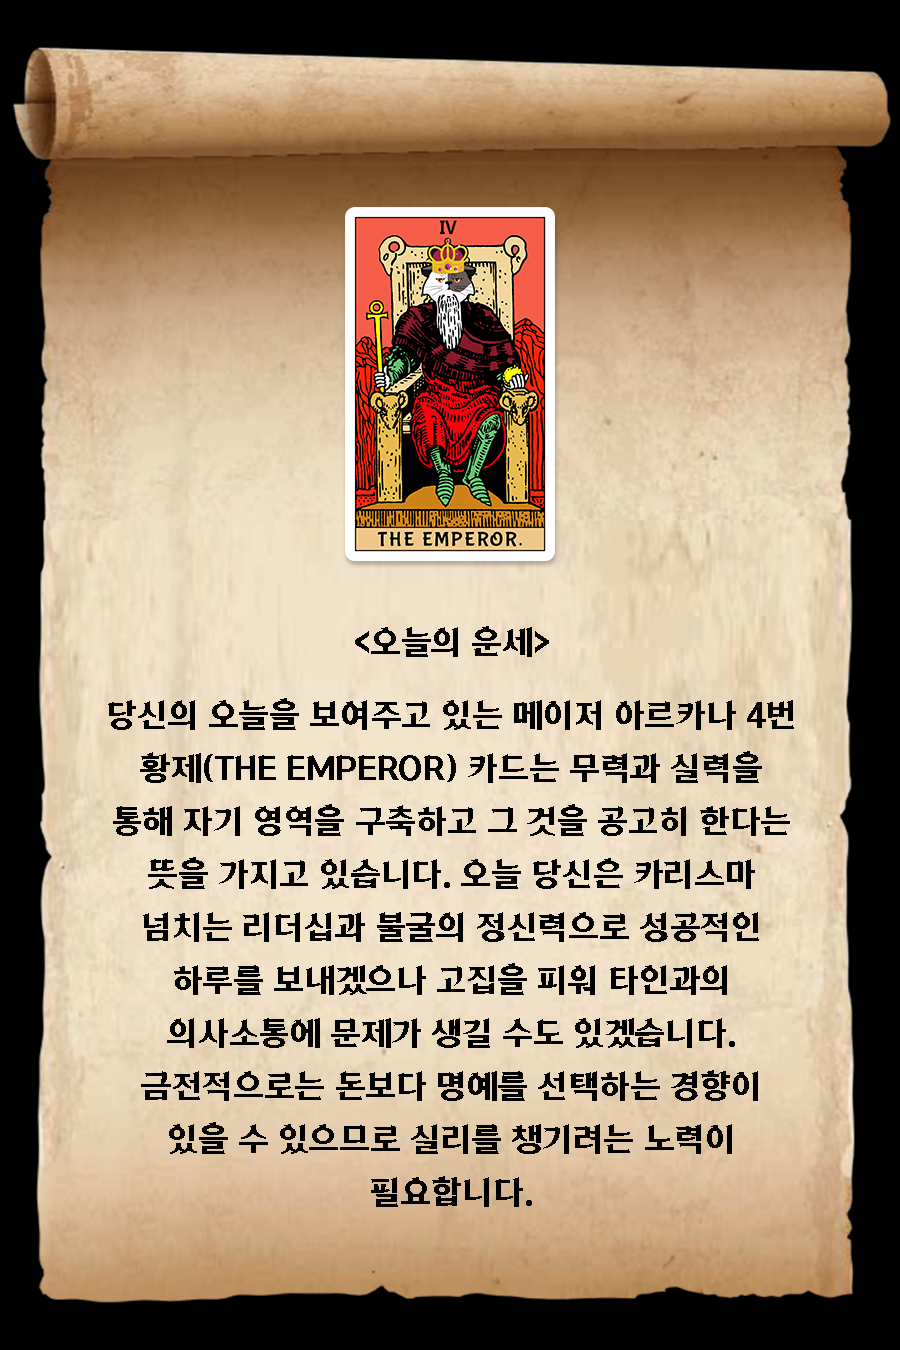 IV
THE EMPEROR.
<오늘의 운세>
당신의 오늘을 보여주고 있는 메이저 아르카나 4번
황제(THE EMPEROR) 카드는 무력과 실력을
통해 자기 영역을 구축하고 그 것을 공고히 한다는
뜻을 가지고 있습니다. 오늘 당신은 카리스마
넘치는 리더십과 불굴의 정신력으로 성공적인
하루를 보내겠으나 고집을 피워 타인과의
의사소통에 문제가 생길 수도 있겠습니다.
금전적으로는 돈보다 명예를 선택하는 경향이
있을 수 있으므로 실리를 챙기려는 노력이
필요합니다.